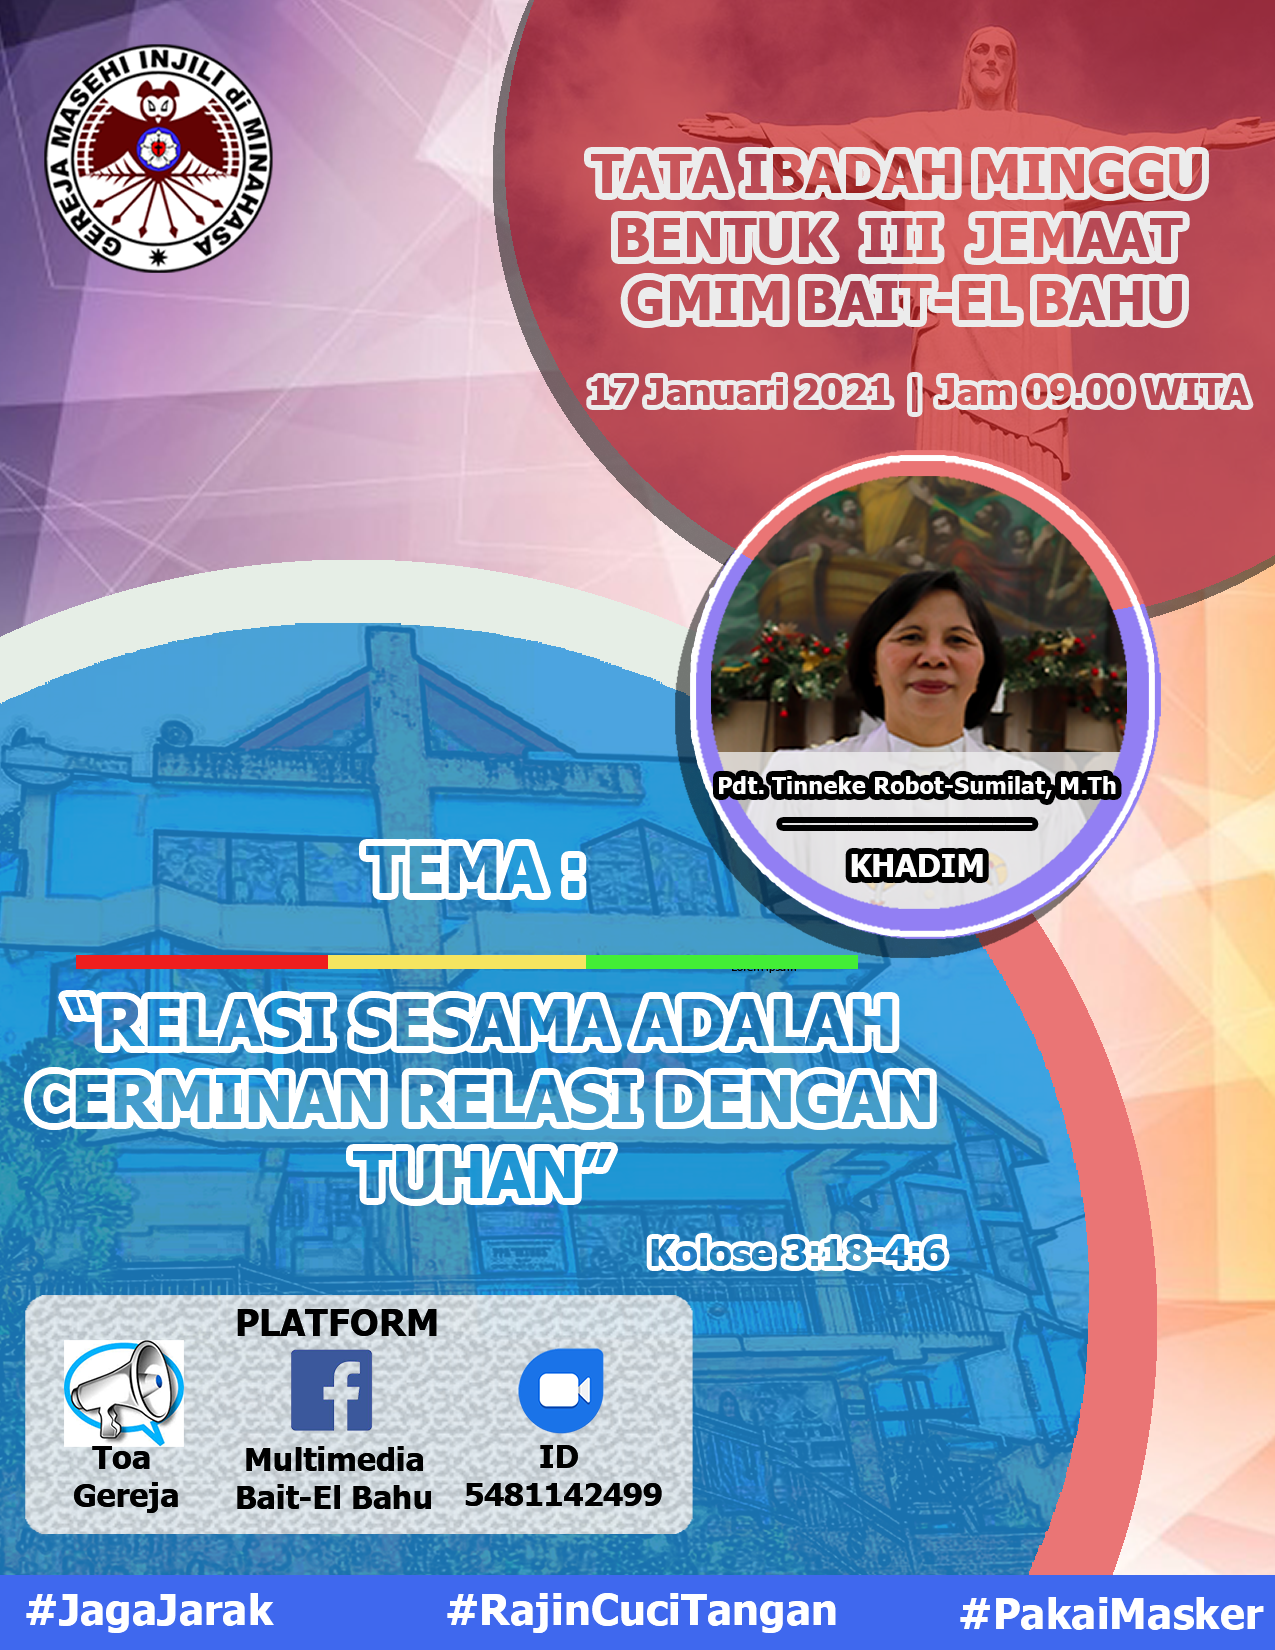 GEREJA MASEHI INJILI di MINAHASA
TATA IBADAH MINGGU
BENTUK III JEMAAT
GMIM BAIT-EL BAHU
17 Januari 2021 | Jam 09.00 WITA
Pdt. Tinneke Robot-Sumilat, M.Th
KHADIM
TEMA :
"RELASI SESAMA ADALAH
CERMINAN RELASI DENGAN
TUHAN"
Kolose 3:18-4:6
PLATFORM
Toa
Gereja
Multimedia
Bait-El Bahu
ID
5481142499
#JagaJarak
#RajinCuciTangan
#PakaiMasker